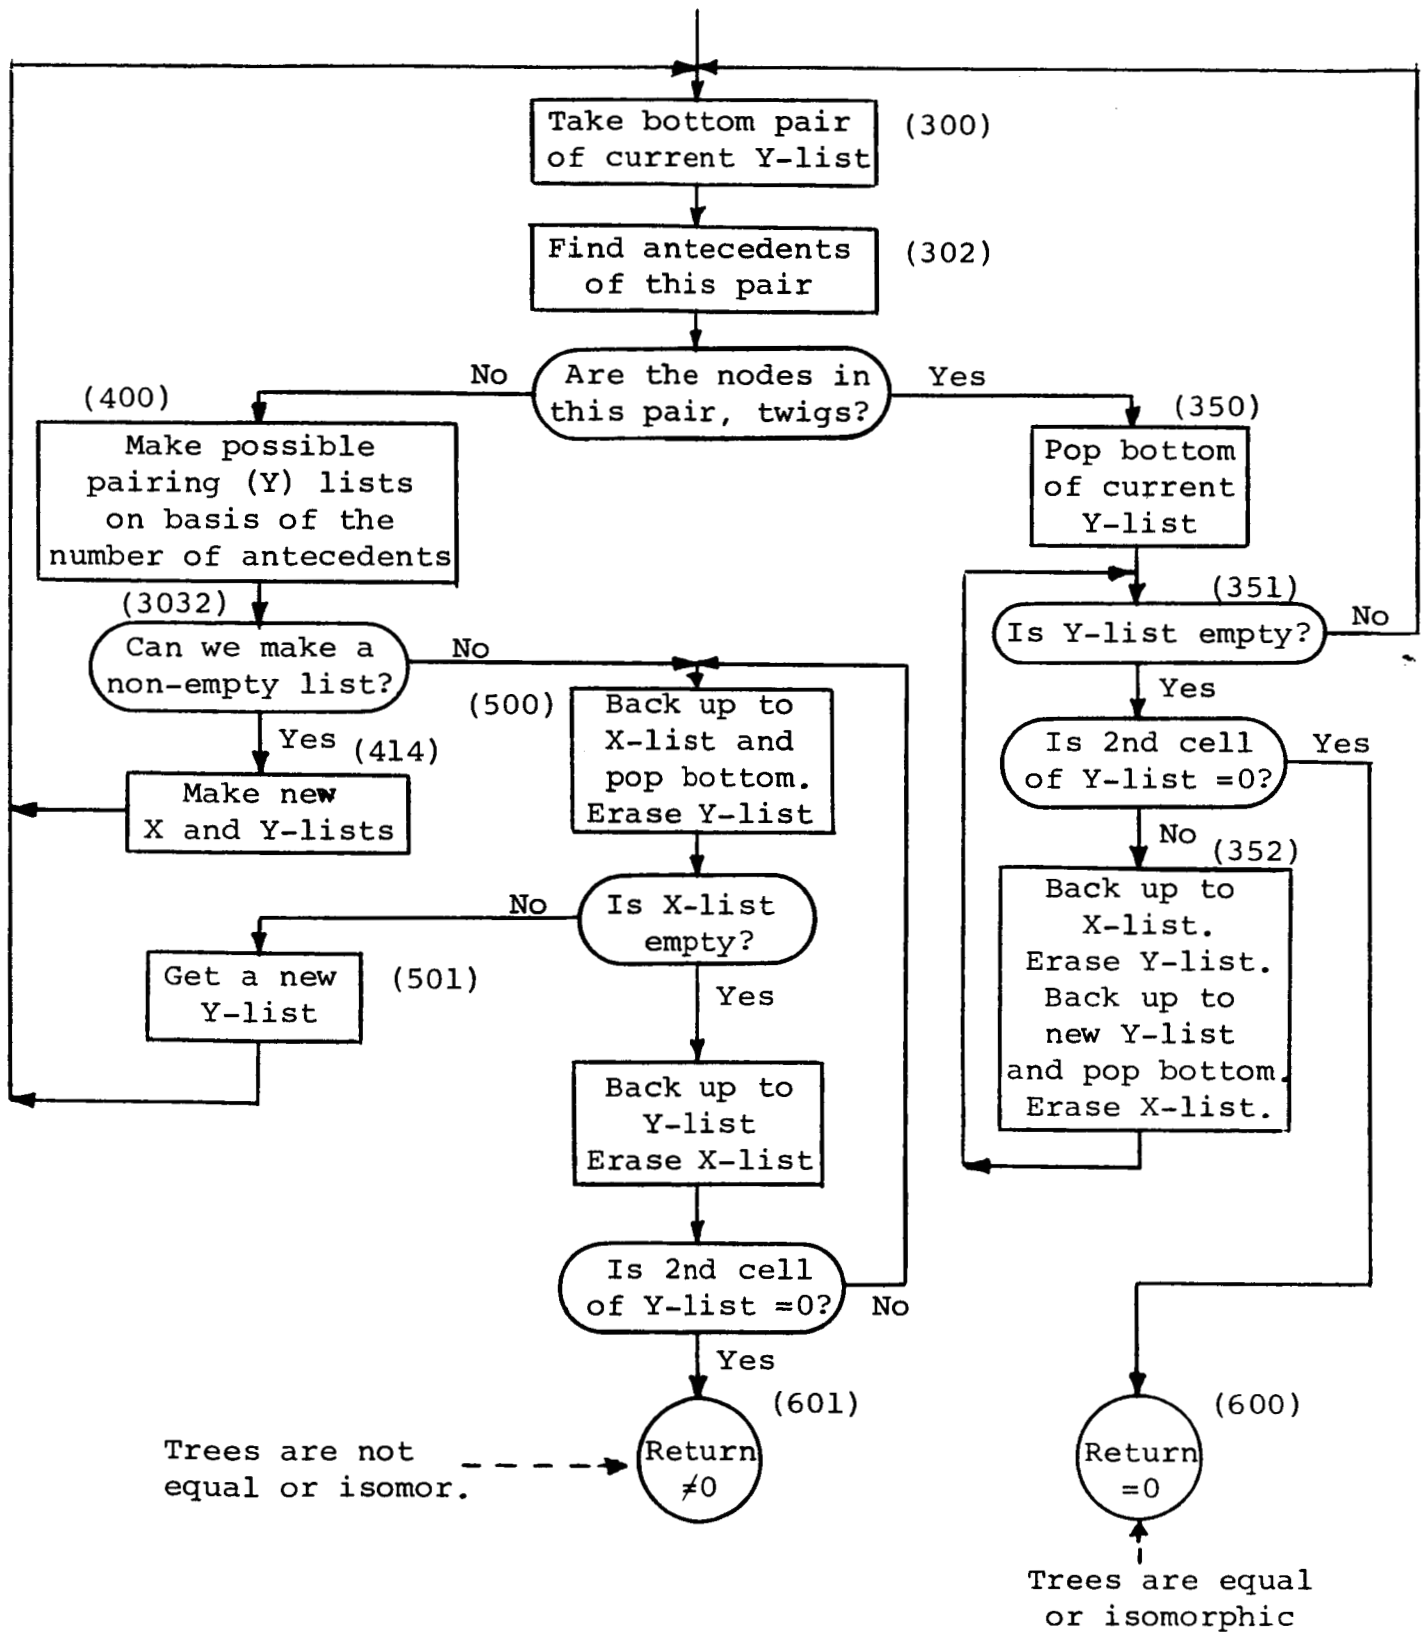 Take bottom pair
of current Y-list
(300)
Find antecedents
of this pair
(302)
Are the nodes in
this pair, twigs?
No
Yes
(400)
Make possible
pairing (Y) lists
on basis of the
number of antecedents
(350)
Pop bottom
of current
Y-list
(3032)
Can we make a
non-empty list?
No
Yes
(351)
Is Y-list empty?
No
Yes
(414)
Make new
X and Y-lists
(500)
Back up to
X-list and
pop bottom.
Erase Y-list
Is 2nd cell
of Y-list =0?
Yes
No
(352)
Back up to
X-list.
Erase Y-list.
Back up to
new Y-list
and pop bottom.
Erase X-list.
Is X-list
empty?
No
Yes
Get a new
Y-list
(501)
Back up to
Y-list
Erase X-list
Is 2nd cell
of Y-list =0?
No
Yes
(601)
Return
≠0
Trees are not
equal or isomor.
(600)
Return
=0
Trees are equal
or isomorphic